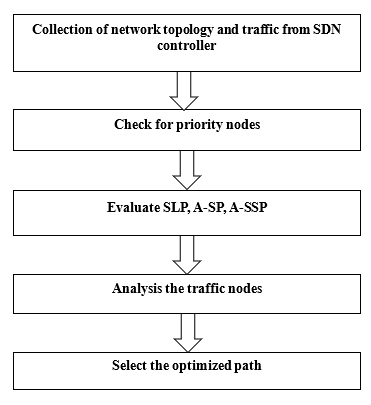 Collection of network topology and traffic from SDN
controller
Check for priority nodes
Evaluate SLP, A-SP, A-SSP
Analysis the traffic nodes
Select the optimized path